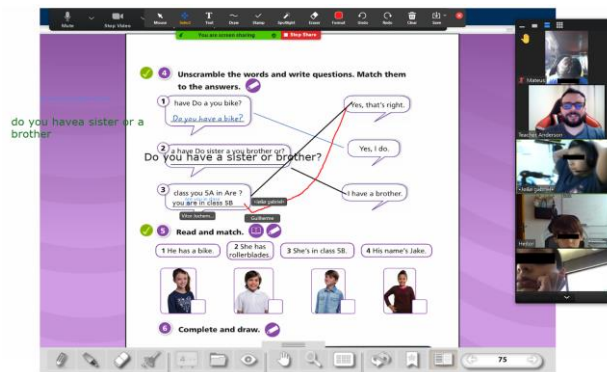 Mute
Stop Video
Mouse
Select
Text
Draw
Stamp
Spotlight
Eraser
Format
Undo
Redo
Clear
Save
You are screen sharing
Stop Share
4 Unscramble the words and write questions. Match them
to the answers.
1 have Do a you bike?
Do you have a bike?
Yes, that's right.
do you havea sister or a
brother
2 a have Do sister a you brother or?
Do you have a sister or brother?
Yes, I do.
3 class you 5A in Are ?
you are in class 5B
I have a brother.
Guilherme
5 Read and match.
1 He has a bike.
2 She has
rollerblades.
3 She's in class 5B.
4 His name's Jake.
6 Complete and draw.
75
Mateus
Teacher Anderson
Heitor